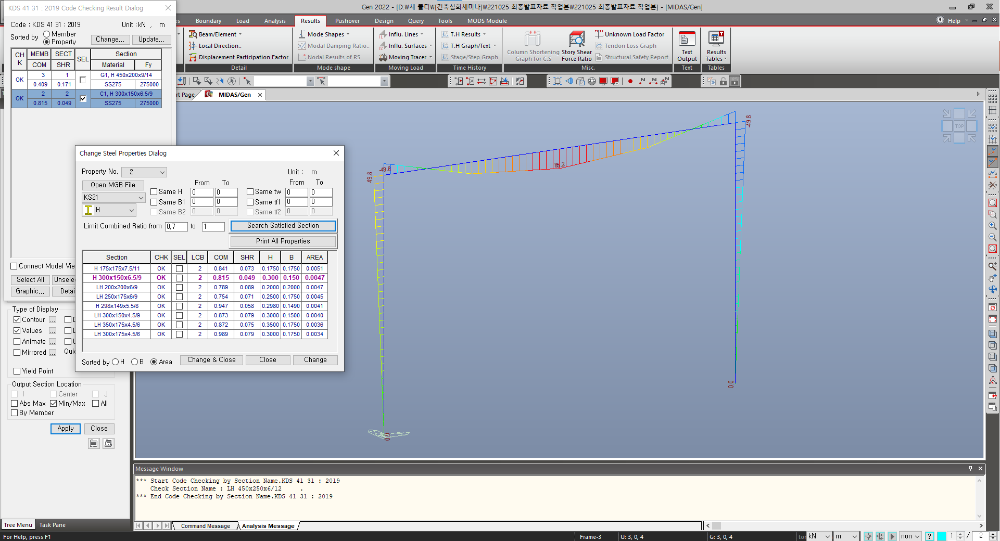 KDS 41 31 : 2019 Code Checking Result Dialog
Gen 2022 - [D:₩새 폴더₩[건축심화세미나]₩221025 최종발표자료 작업본₩221025 최종발표자료 작업본] - [MIDAS/Gen]
Boundary Load Analysis Results Pushover Design Query Tools MODS Module Help
Code : KDS 41 31 : 2019 Unit : kN , m
Sorted by Member
Property
Change... Update...
CHK MEMB SECT SEL Section
COM SHR Material Fy
OK 3 1 G1, H 450x200x9/14
0.409 0.171 SS275 275000
OK 2 2 C1, H 300x150x6.5/9
0.815 0.049 SS275 275000
Connect Model Vie
Select All Unsele
Graphic... Detai
Beam/Element
Local Direction..
Displacement Participation Factor
Detail
Mode Shapes
Modal Damping Ratio..
Nodal Results of RS
Mode shape
Influ. Lines
Influ. Surfaces
Moving Tracer
Moving Load
T.H Results
T.H Graph/Text
Stage/Step Graph
Time History
Column Shortening Graph for C.S
Story Shear Force Ratio
Unknown Load Factor
Tendon Loss Graph
Structural Safety Report
Misc.
Text Output
Text
Results Tables
Tables
rt Page MIDAS/Gen
TOP
Change Steel Properties Dialog
Property No. 2 Unit : m
Open MGB File From To From To
KS21
H
Same H 0 0 Same tw 0 0
Same B1 0 0 Same tf1 0 0
Same B2 0 0 Same tf2 0 0
Limit Combined Ratio from 0.7 to 1 Search Satisfied Section
Print All Properties
Section CHK SEL LCB COM SHR H B AREA
H 175x175x7.5/11 OK 2 0.841 0.073 0.1750 0.1750 0.0051
H 300x150x6.5/9 OK 2 0.815 0.049 0.300 0.150 0.0047
LH 200x200x6/9 OK 2 0.789 0.089 0.2000 0.2000 0.0047
LH 250x175x6/9 OK 2 0.754 0.071 0.2500 0.1750 0.0045
H 298x149x5.5/8 OK 2 0.947 0.058 0.2980 0.1490 0.0041
LH 300x150x4.5/9 OK 2 0.873 0.079 0.3000 0.1500 0.0040
LH 350x175x4.5/6 OK 2 0.872 0.075 0.3500 0.1750 0.0036
LH 300x175x4.5/6 OK 2 0.989 0.079 0.3000 0.1750 0.0034
Sorted by H B Area Change & Close Close Change
Type of Display
Contour ...
Values ...
Animate ...
Mirrored ... Quic
Yield Point
Output Section Location
I Center J
Abs Max Min/Max All
By Member
Apply Close
-49.8
-49.8
49.8
0.0
Message Window
*** Start Code Checking by Section Name.KDS 41 31 : 2019
Check Section Name : LH 450x250x6/12 .
*** End Code Checking by Section Name.KDS 41 31 : 2019
Command Message Analysis Message
Tree Menu Task Pane
For Help, press F1 Frame-3 U: 3, 0, 4 G: 3, 0, 4 kN m non ? 1 / 2